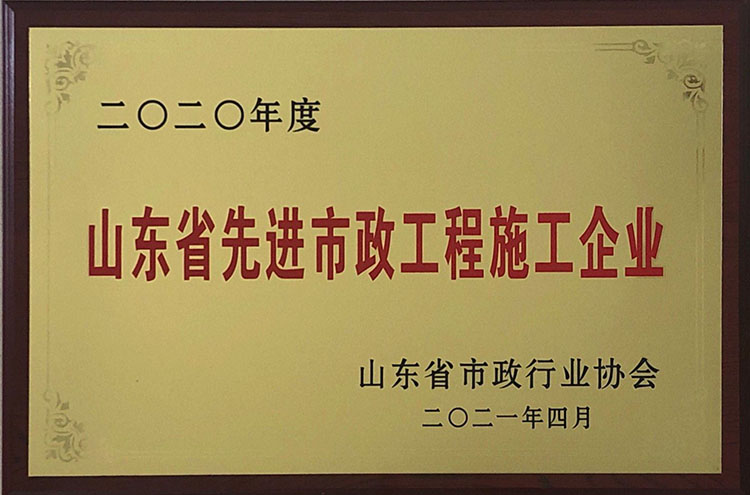 二〇二〇年度
山东省先进市政工程施工企业
山东省市政行业协会
二〇二一年四月